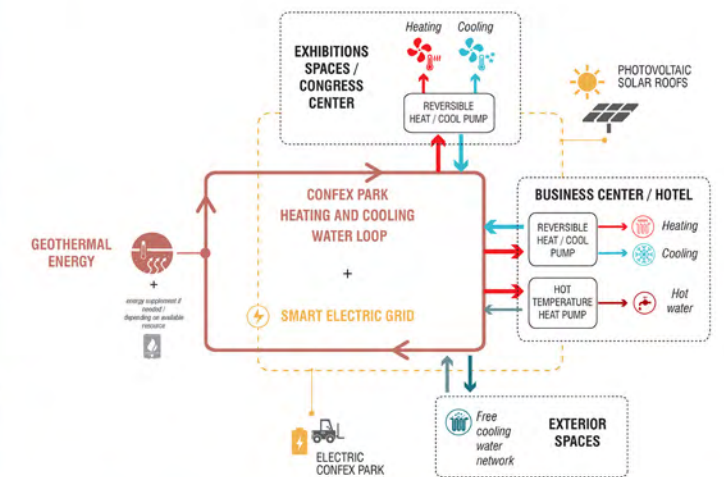 Heating
Cooling
EXHIBITIONS
SPACES /
CONGRESS
CENTER
REVERSIBLE
HEAT / COOL PUMP
PHOTOVOLTAIC
SOLAR ROOFS
CONFEX PARK
HEATING AND COOLING
WATER LOOP
+
SMART ELECTRIC GRID
GEOTHERMAL
ENERGY
+
energy supplement if
needed /
depending on available
resource
BUSINESS CENTER / HOTEL
REVERSIBLE
HEAT / COOL
PUMP
Heating
Cooling
HOT
TEMPERATURE
HEAT PUMP
Hot
water
Free
cooling
water
network
EXTERIOR
SPACES
ELECTRIC
CONFEX PARK